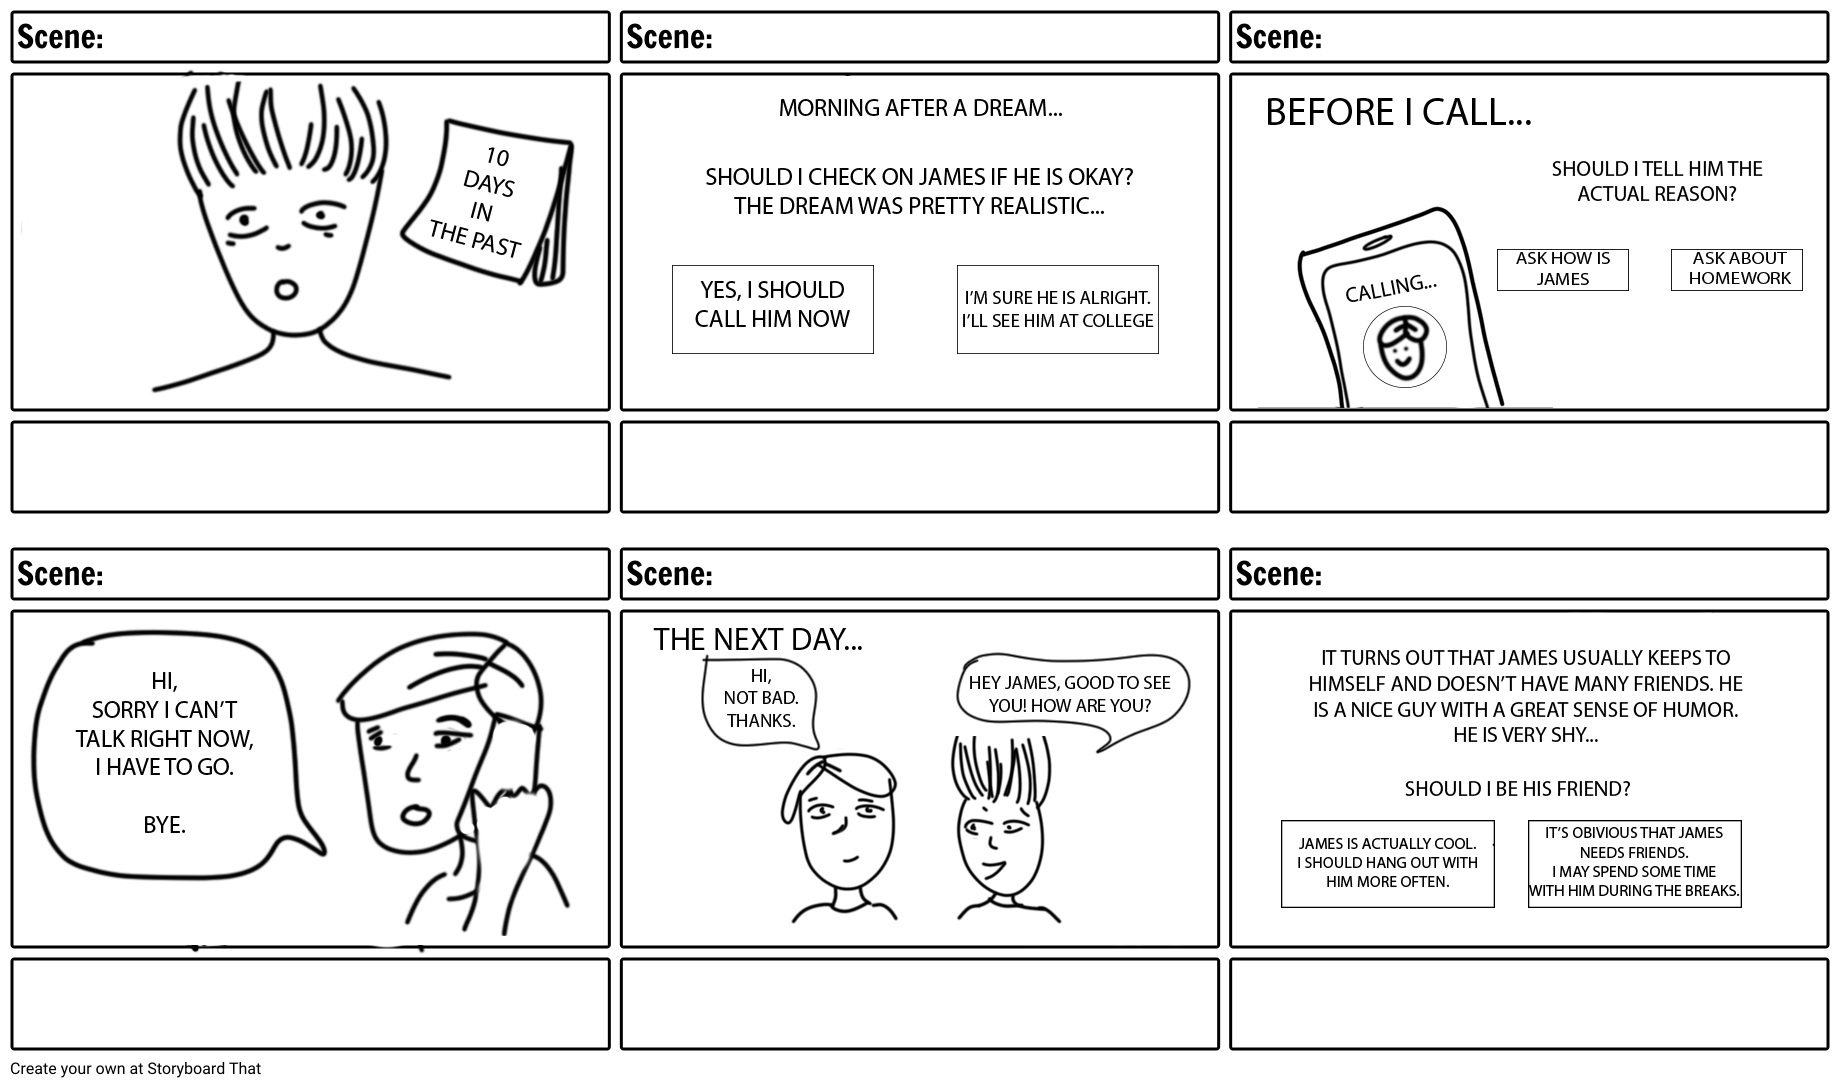 Scene:
10
DAYS
IN
THE PAST
Scene:
MORNING AFTER A DREAM...
SHOULD I CHECK ON JAMES IF HE IS OKAY?
THE DREAM WAS PRETTY REALISTIC...
YES, I SHOULD
CALL HIM NOW
I'M SURE HE IS ALRIGHT.
I'LL SEE HIM AT COLLEGE
Scene:
BEFORE I CALL...
SHOULD I TELL HIM THE
ACTUAL REASON?
ASK HOW IS
JAMES
ASK ABOUT
HOMEWORK
CALLING...
Scene:
HI,
SORRY I CAN'T
TALK RIGHT NOW,
I HAVE TO GO.
BYE.
Scene:
THE NEXT DAY...
HI,
NOT BAD.
THANKS.
HEY JAMES, GOOD TO SEE
YOU! HOW ARE YOU?
Scene:
IT TURNS OUT THAT JAMES USUALLY KEEPS TO
HIMSELF AND DOESN'T HAVE MANY FRIENDS. HE
IS A NICE GUY WITH A GREAT SENSE OF HUMOR.
HE IS VERY SHY...
SHOULD I BE HIS FRIEND?
JAMES IS ACTUALLY COOL.
I SHOULD HANG OUT WITH
HIM MORE OFTEN.
IT'S OBIVIOUS THAT JAMES
NEEDS FRIENDS.
I MAY SPEND SOME TIME
WITH HIM DURING THE BREAKS.
Create your own at Storyboard That